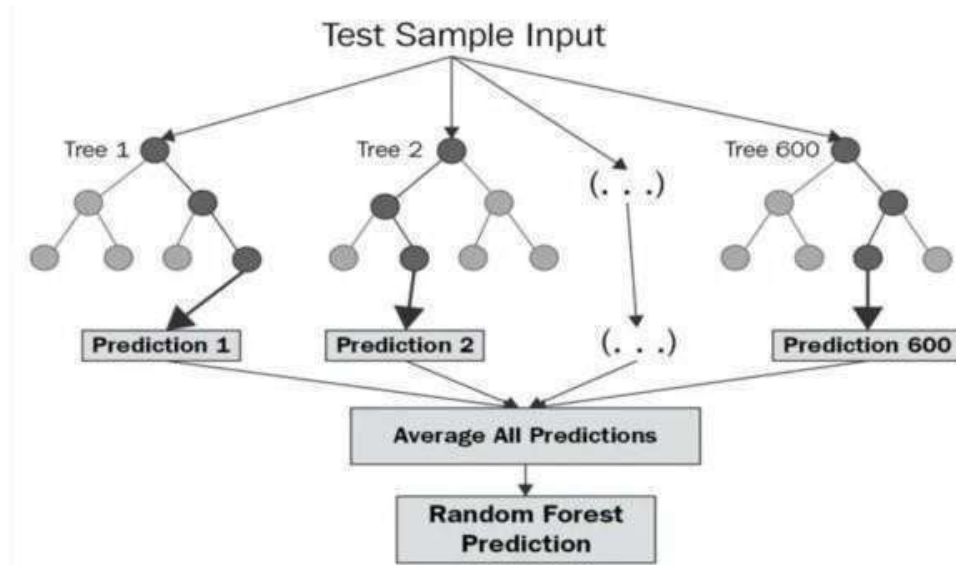 Test Sample Input
Tree 1
Tree 2
Tree 600
(. . .)
Prediction 1
Prediction 2
(. . .)
Prediction 600
Average All Predictions
Random Forest
Prediction